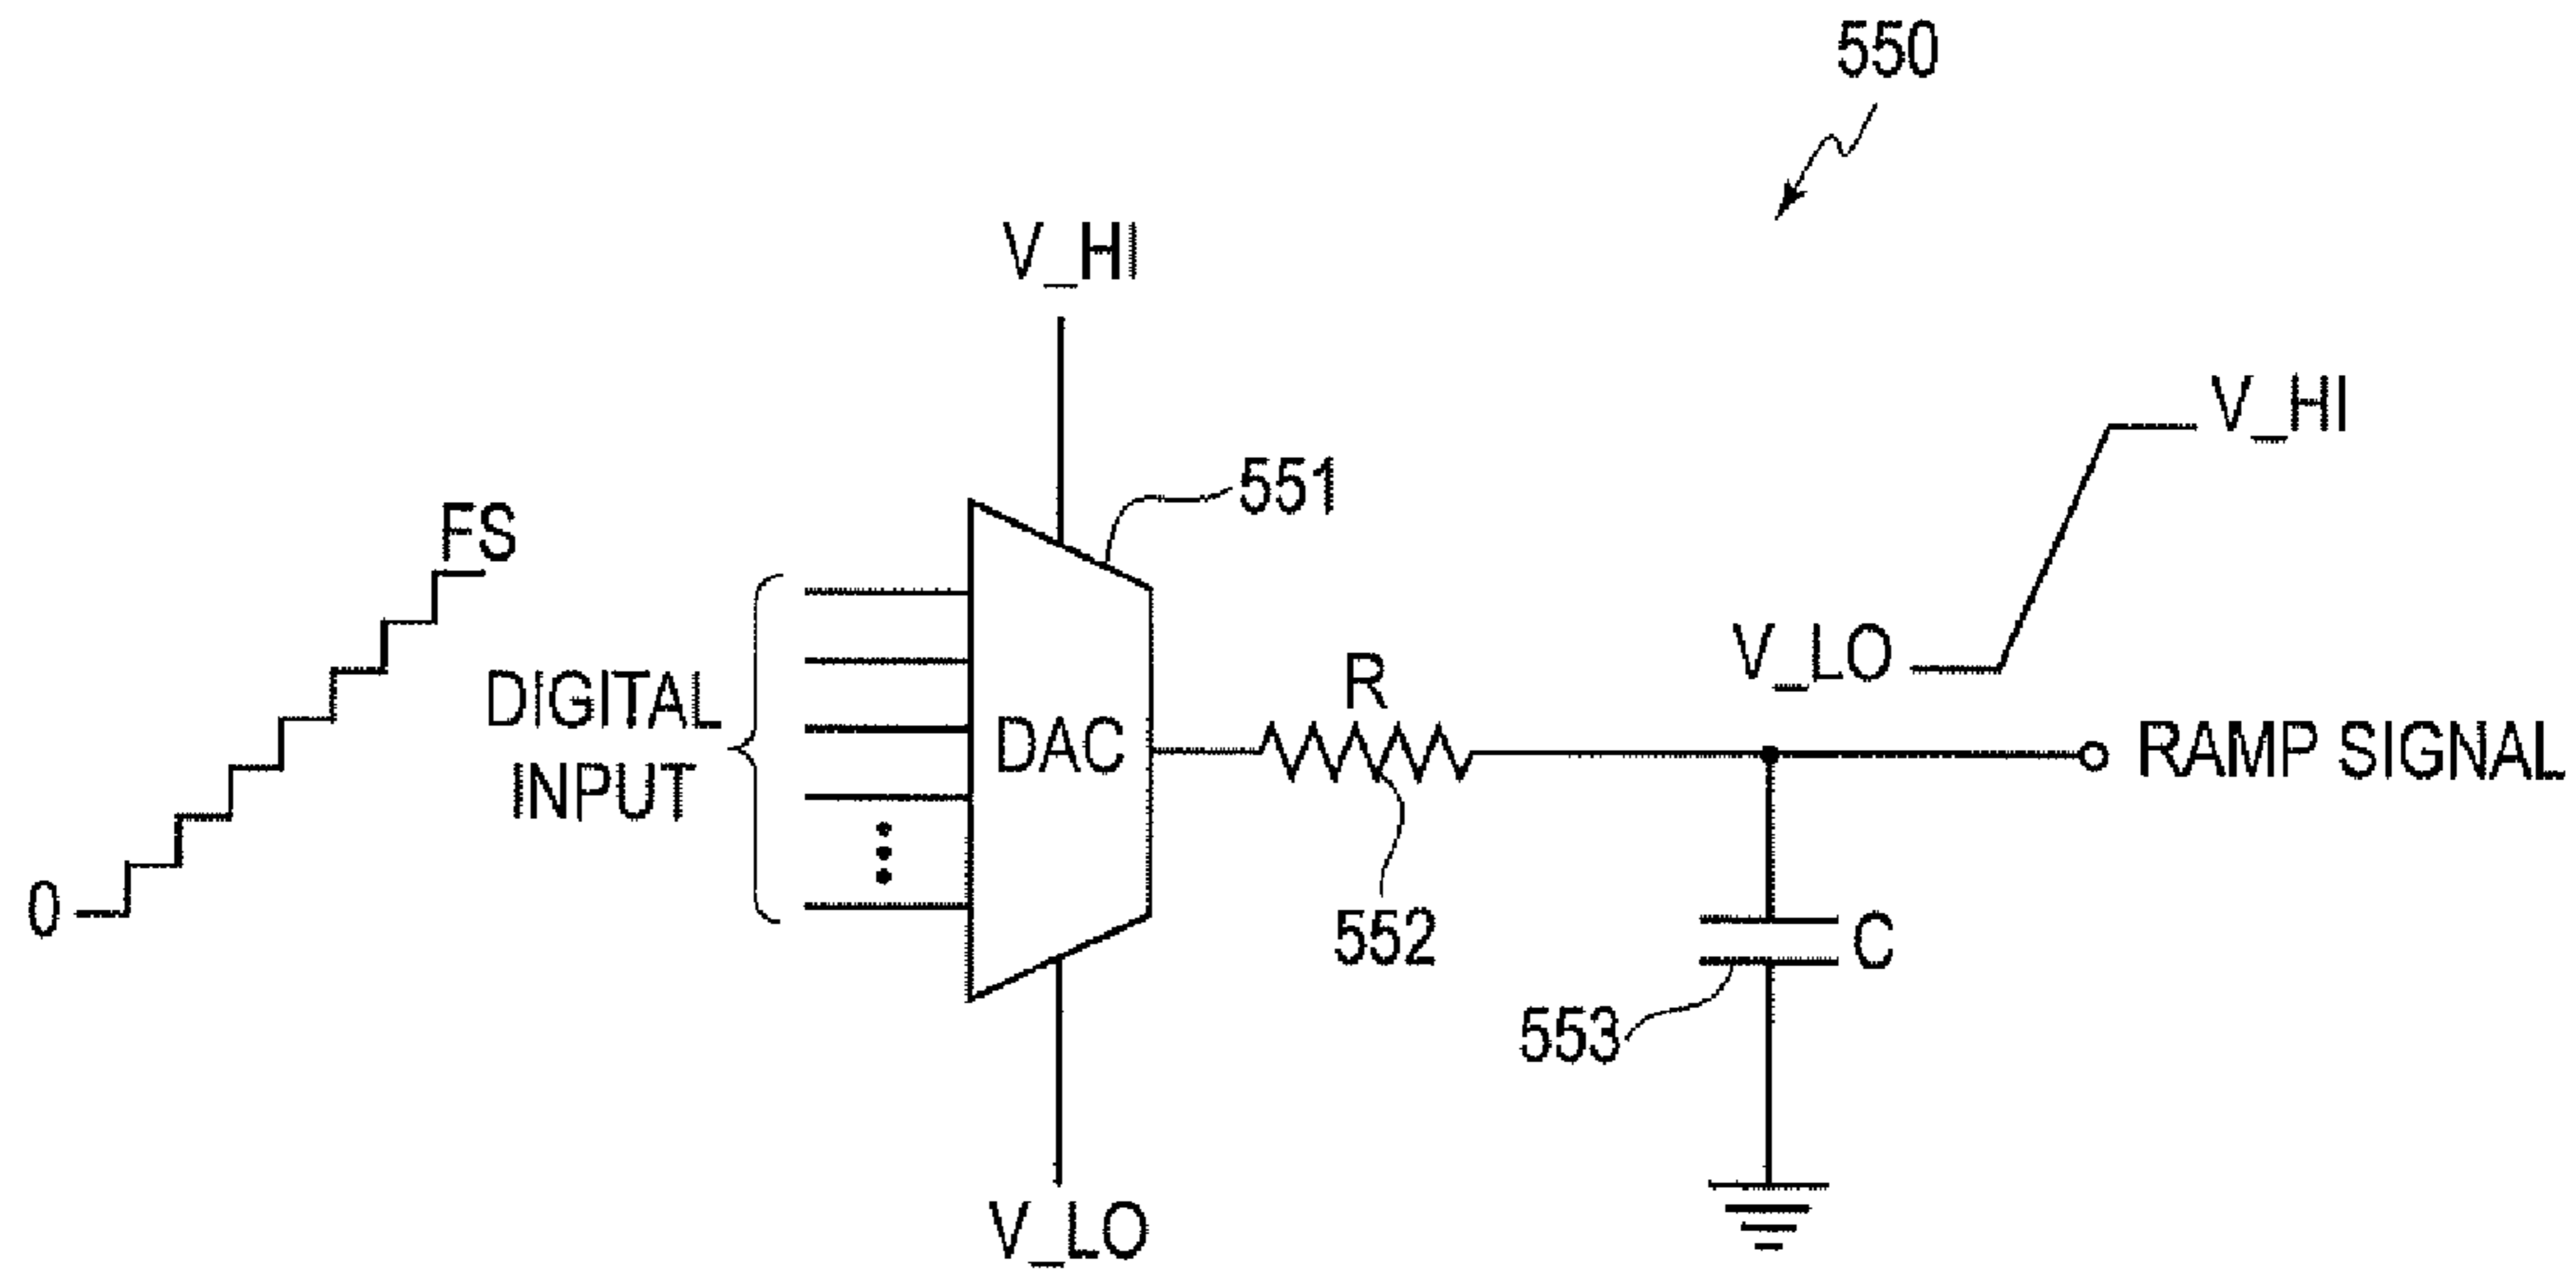 550
V_HI
551
V_HI
FS
V_LO
R
DIGITAL
INPUT
DAC
RAMP SIGNAL
0
552
C
553
V_LO